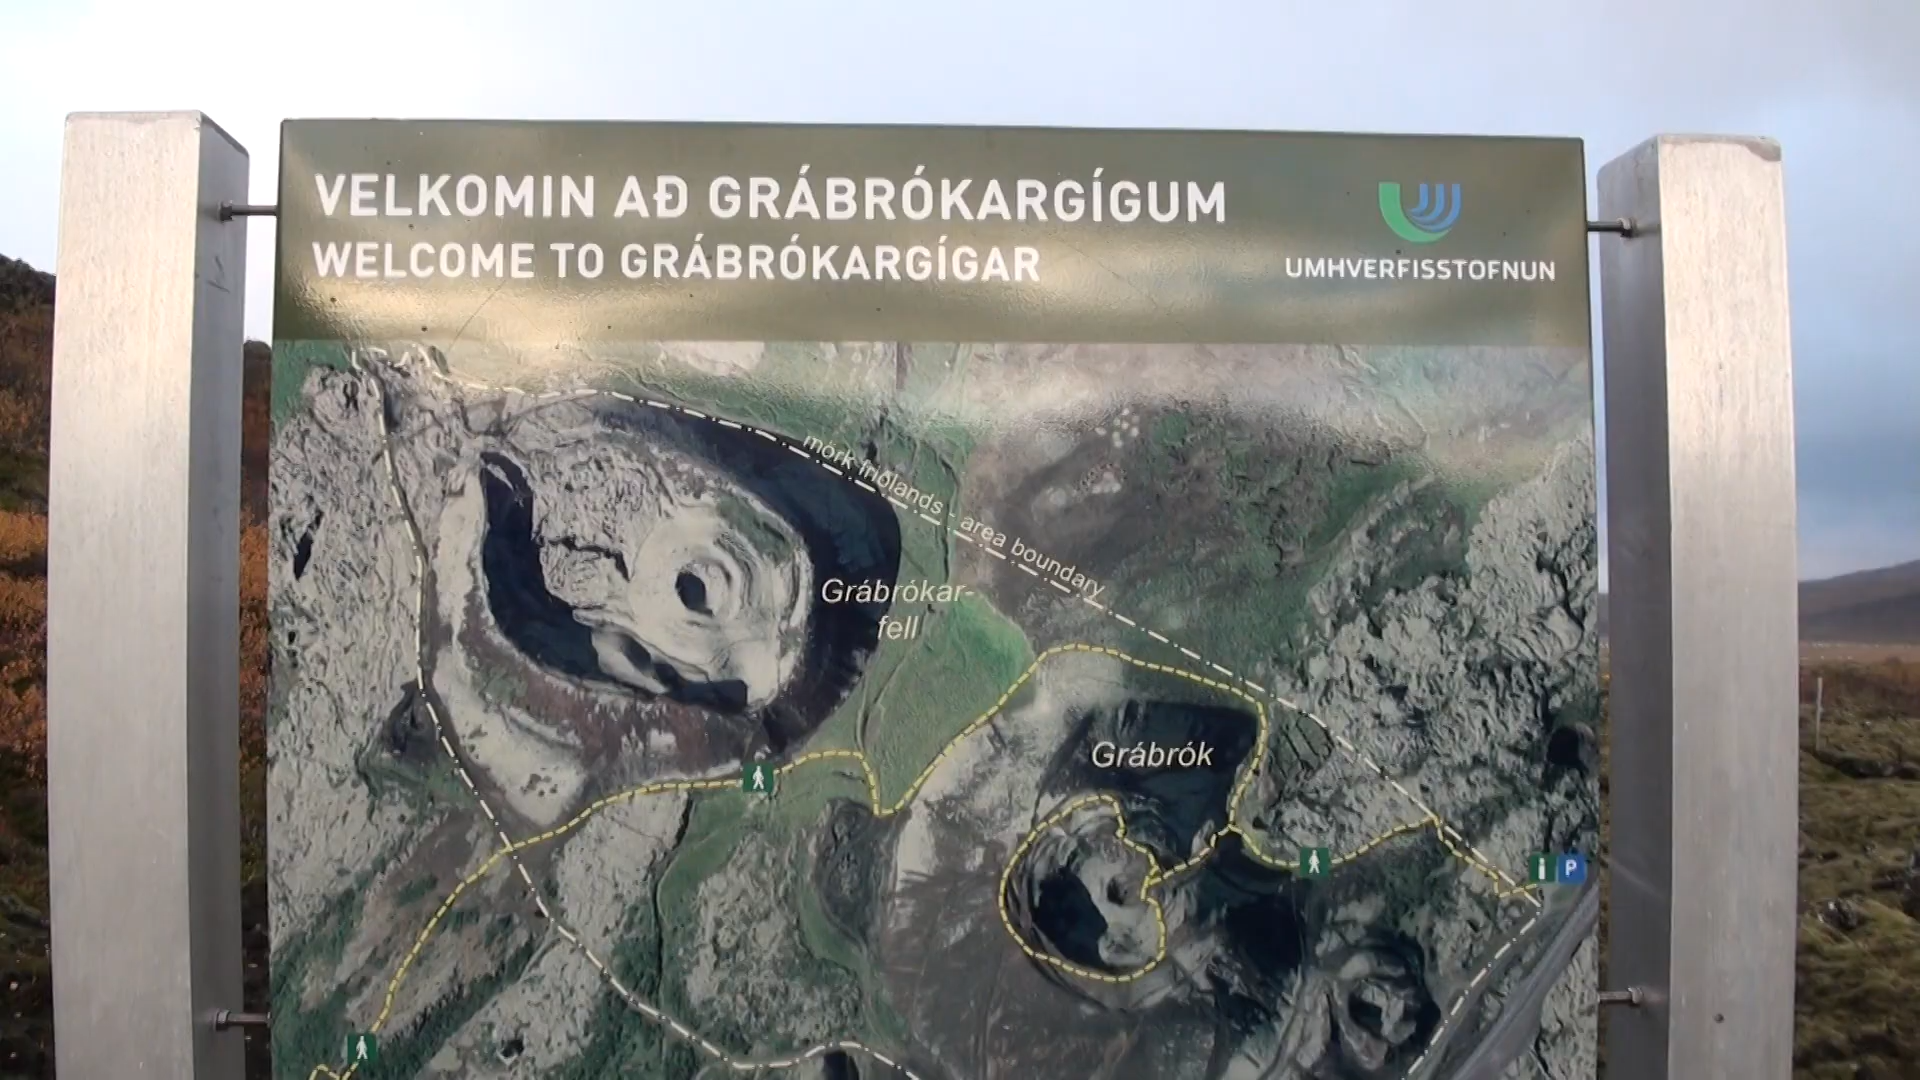 VELKOMIN AÐ GRÁBRÓKARGÍGUM
WELCOME TO GRÁBRÓKARGÍGAR
UMHVERFISSTOFNUN
mörk friðlands - area boundary
Grábrókar-
fell
Grábrók
i P